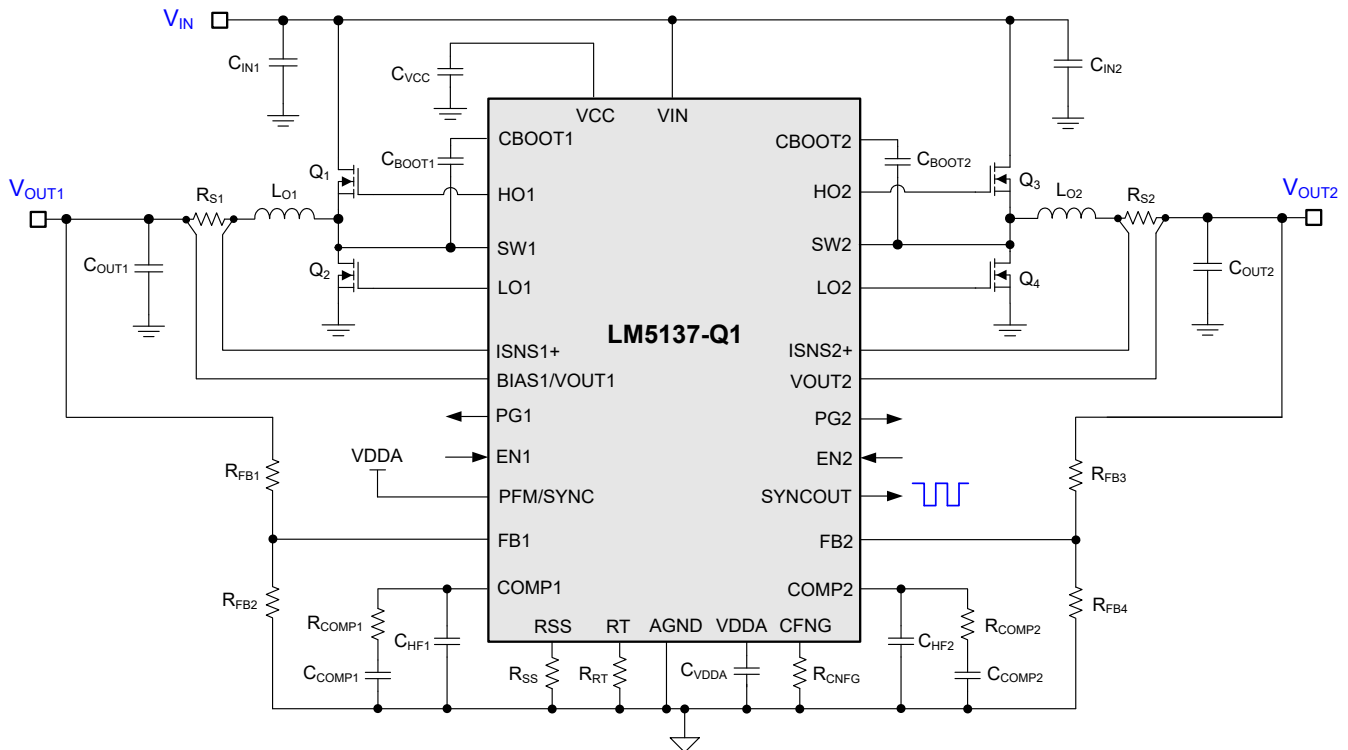 VIN
CIN1
CVCC
CIN2
VCC VIN
CBOOT1
CBOOT2
CBOOT1
CBOOT2
Q1
Q3
HO1
HO2
VOUT1
RS1
LO1
LO2
RS2
VOUT2
SW1
SW2
COUT1
Q2
Q4
COUT2
LO1
LO2
LM5137-Q1
ISNS1+
ISNS2+
BIAS1/VOUT1
VOUT2
PG1
PG2
VDDA
EN1
EN2
RFB1
RFB3
PFM/SYNC
SYNCOUT
FB1
FB2
COMP1
COMP2
RFB2
RFB4
RCOMP1
RCOMP2
CHF1
CHF2
RSS RT AGND VDDA CFNG
CCOMP1
CCOMP2
RSS
RRT
CVDDA
RCNFG